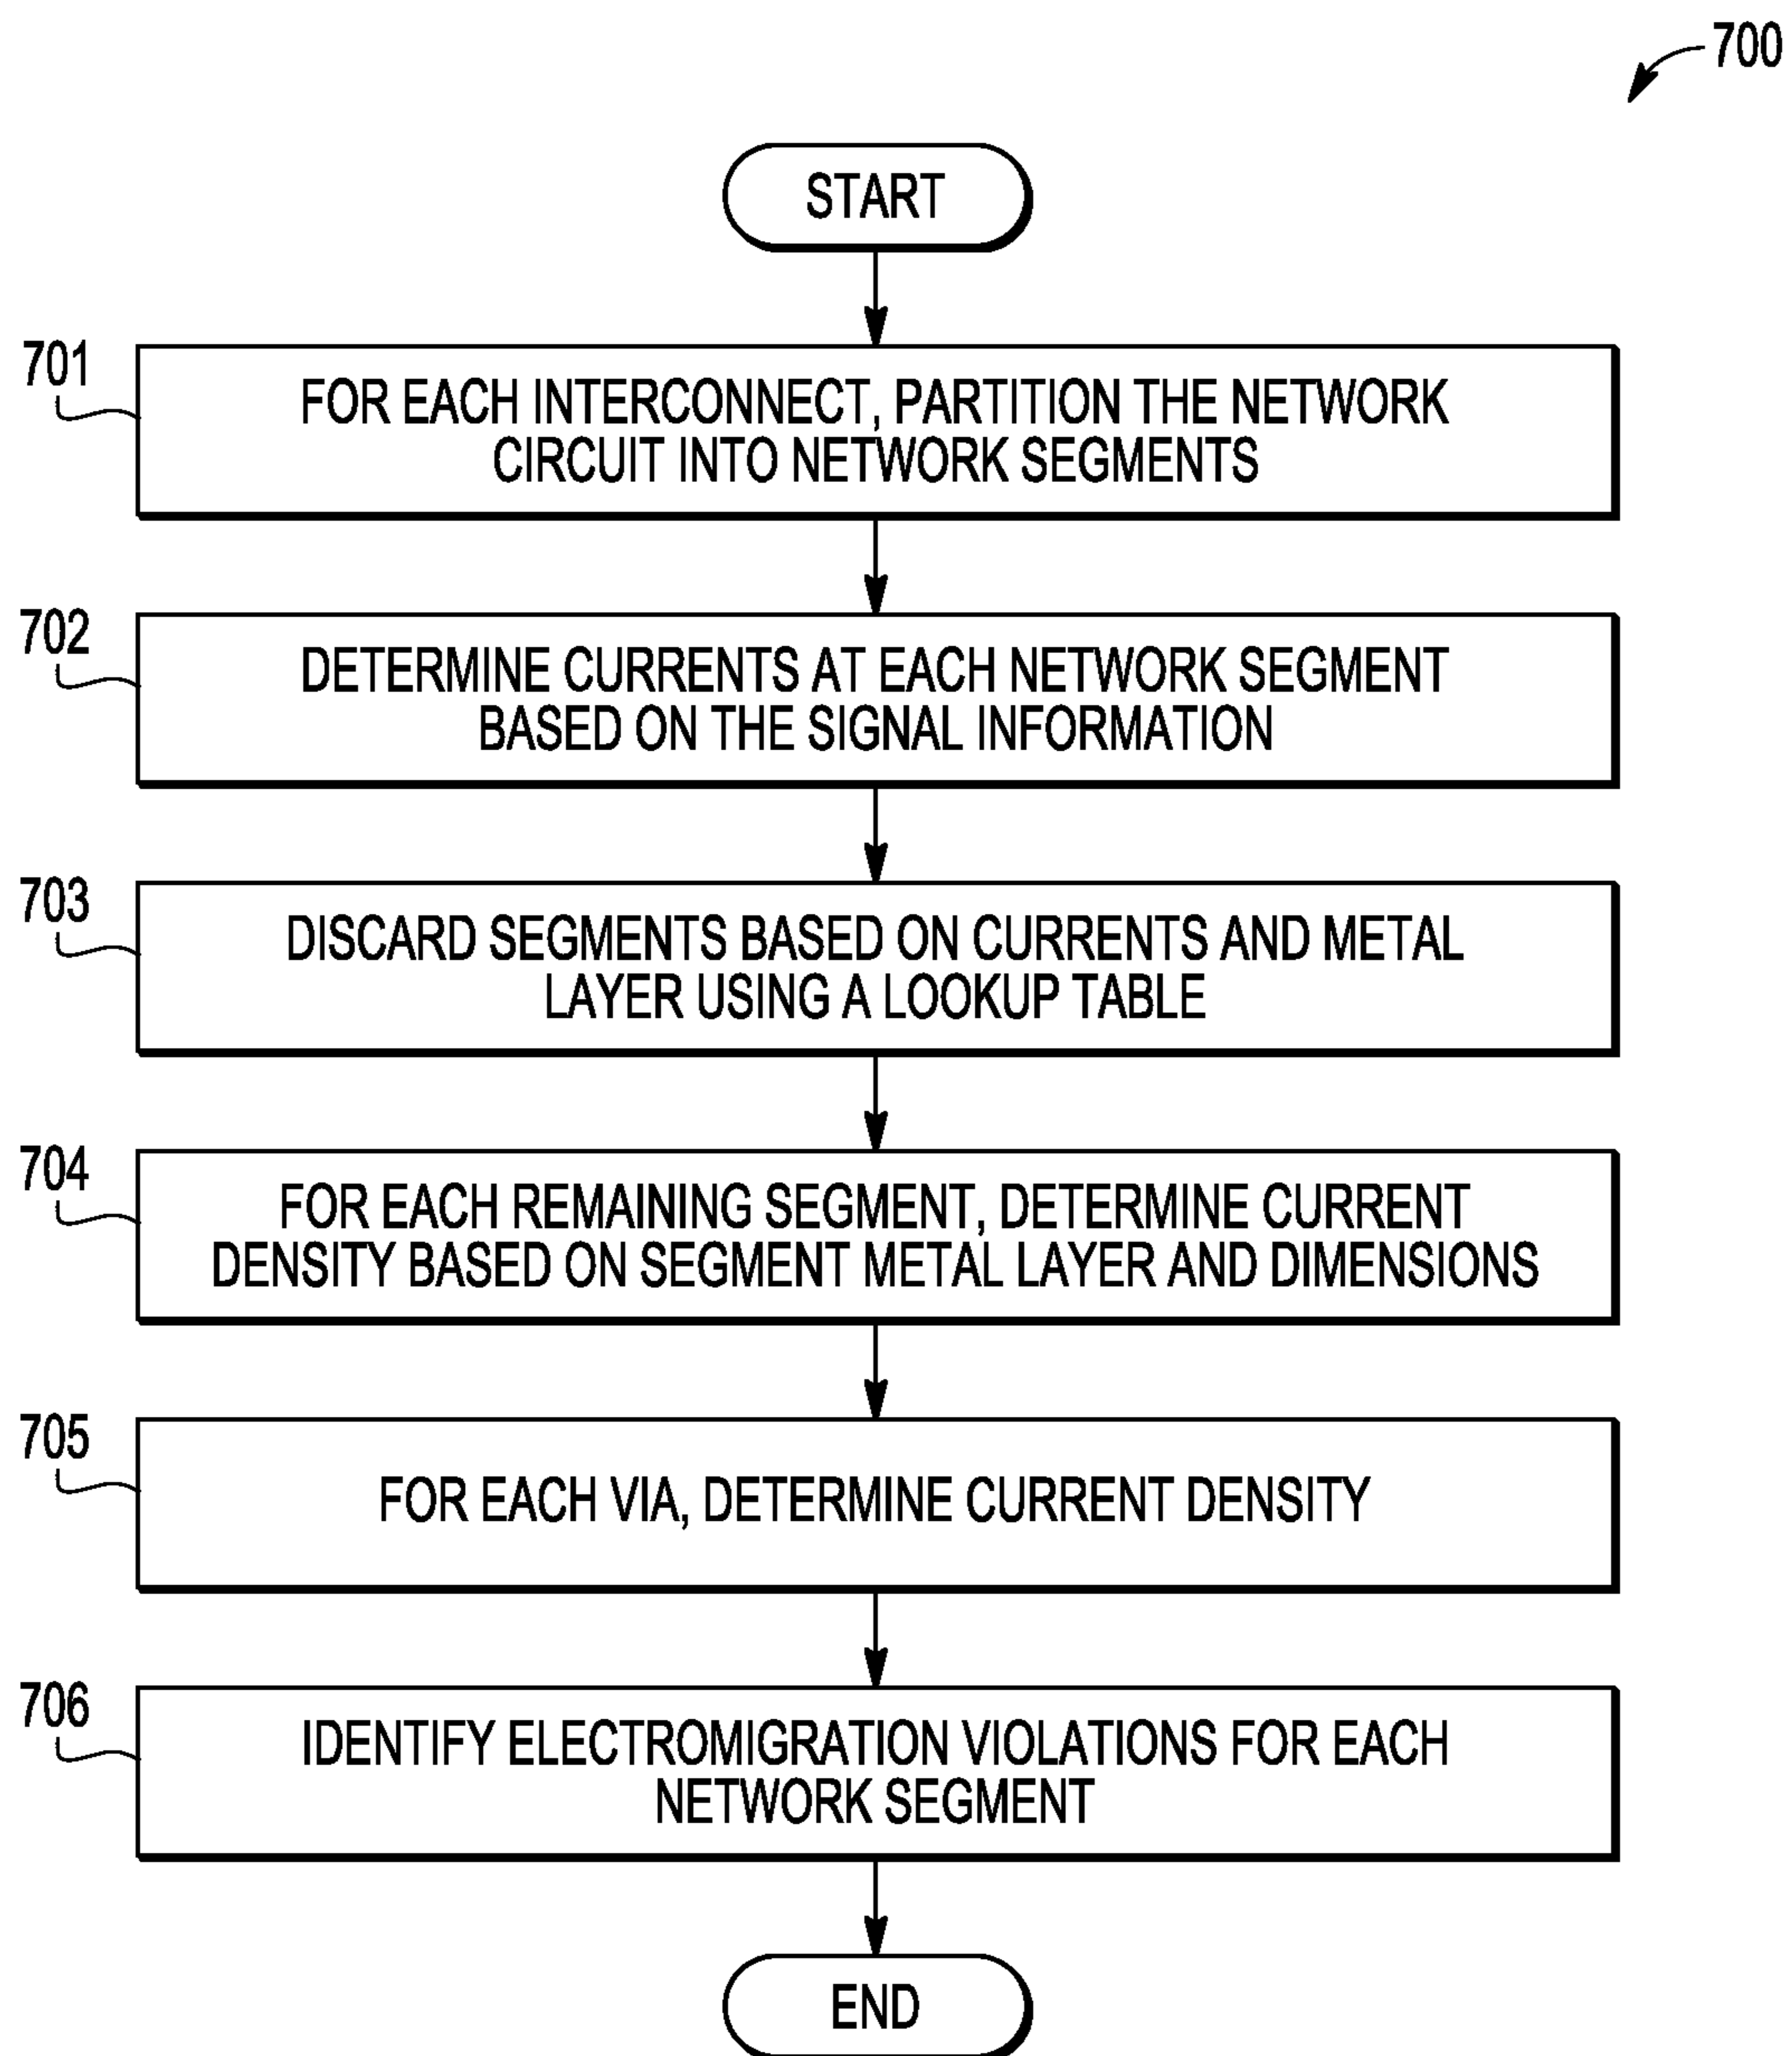 700
START
701
FOR EACH INTERCONNECT, PARTITION THE NETWORK
CIRCUIT INTO NETWORK SEGMENTS
702
DETERMINE CURRENTS AT EACH NETWORK SEGMENT
BASED ON THE SIGNAL INFORMATION
703
DISCARD SEGMENTS BASED ON CURRENTS AND METAL
LAYER USING A LOOKUP TABLE
704
FOR EACH REMAINING SEGMENT, DETERMINE CURRENT
DENSITY BASED ON SEGMENT METAL LAYER AND DIMENSIONS
705
FOR EACH VIA, DETERMINE CURRENT DENSITY
706
IDENTIFY ELECTROMIGRATION VIOLATIONS FOR EACH
NETWORK SEGMENT
END